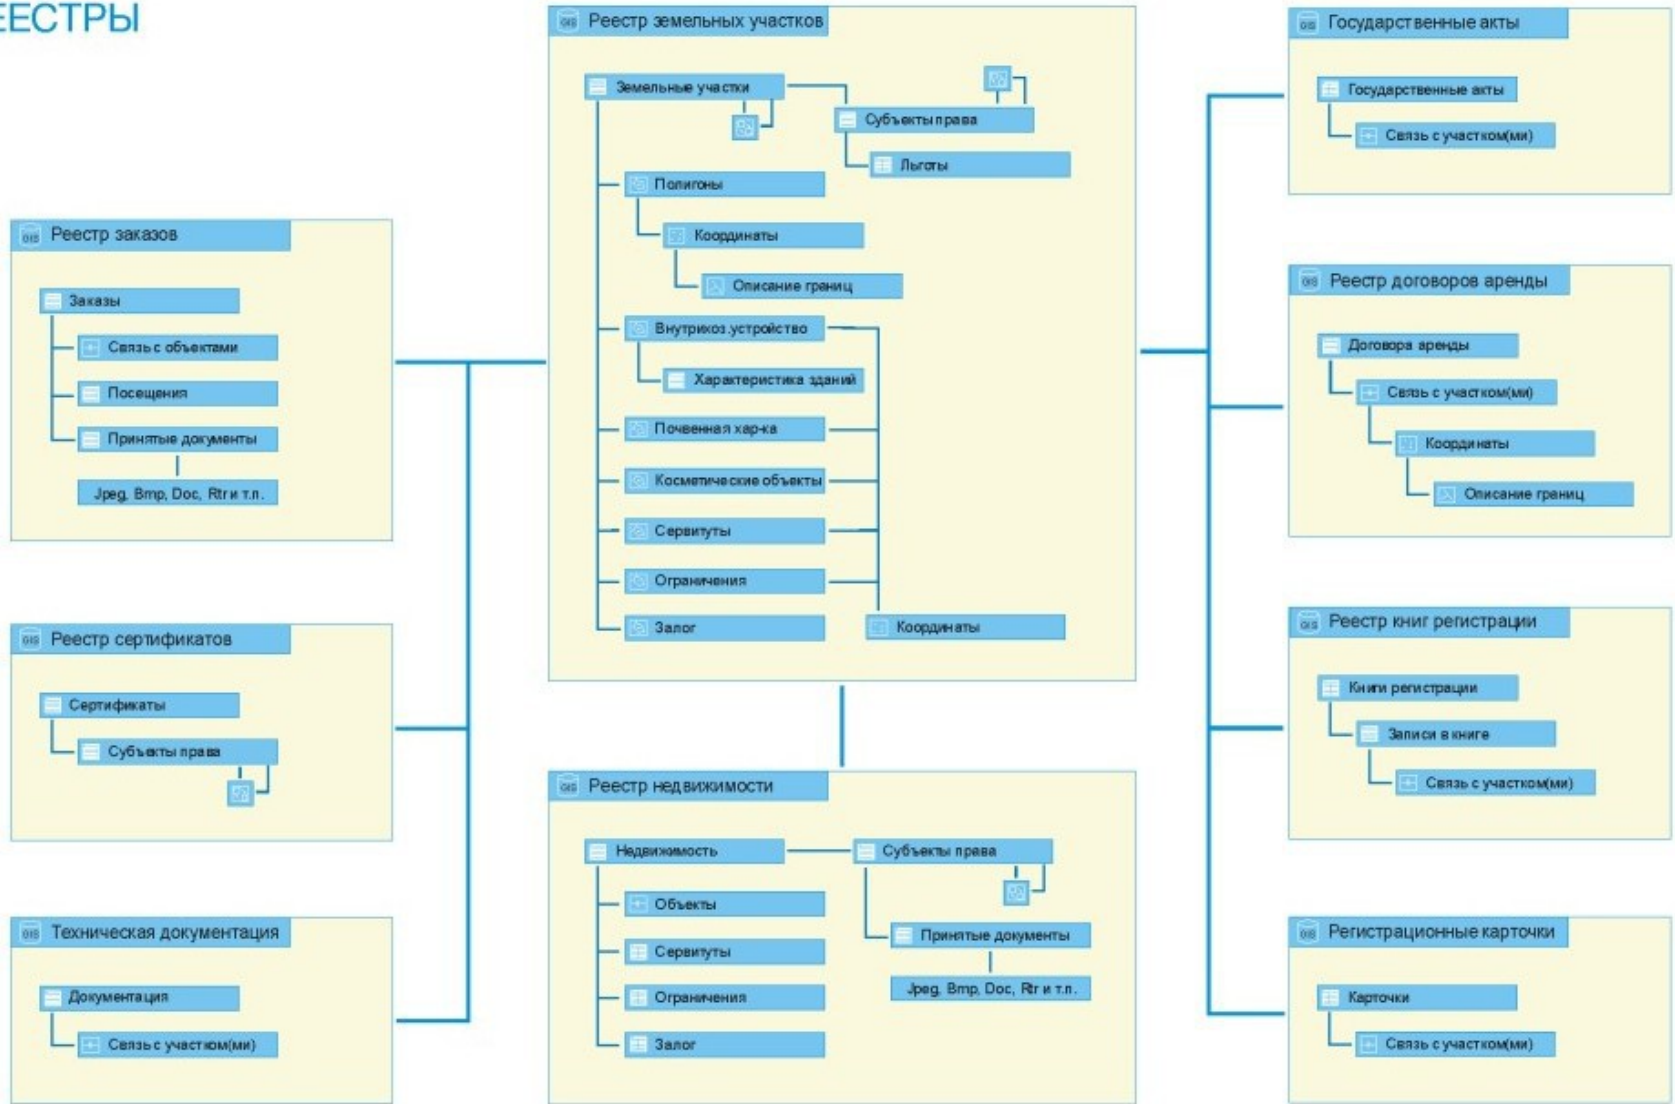 ЕЕСТРЫ
Реестр заказов
Заказы
Связь с объектами
Посещения
Принятые документы
Jpeg, Bmp, Doc, Rtr и т.п.
Реестр сертификатов
Сертификаты
Субъекты права
Техническая документация
Документация
Связь с участком(ми)
Реестр земельных участков
Земельные участки
Субъекты права
Льготы
Полигоны
Координаты
Описание границ
Внутрихоз.устройство
Характеристика зданий
Почвенная хар-ка
Косметические объекты
Сервитуты
Ограничения
Залог
Координаты
Реестр недвижимости
Недвижимость
Субъекты права
Объекты
Принятые документы
Сервитуты
Jpeg, Bmp, Doc, Rtr и т.п.
Ограничения
Залог
Государственные акты
Государственные акты
Связь с участком(ми)
Реестр договоров аренды
Договора аренды
Связь с участком(ми)
Координаты
Описание границ
Реестр книг регистрации
Книги регистрации
Записи в книге
Связь с участком(ми)
Регистрационные карточки
Карточки
Связь с участком(ми)